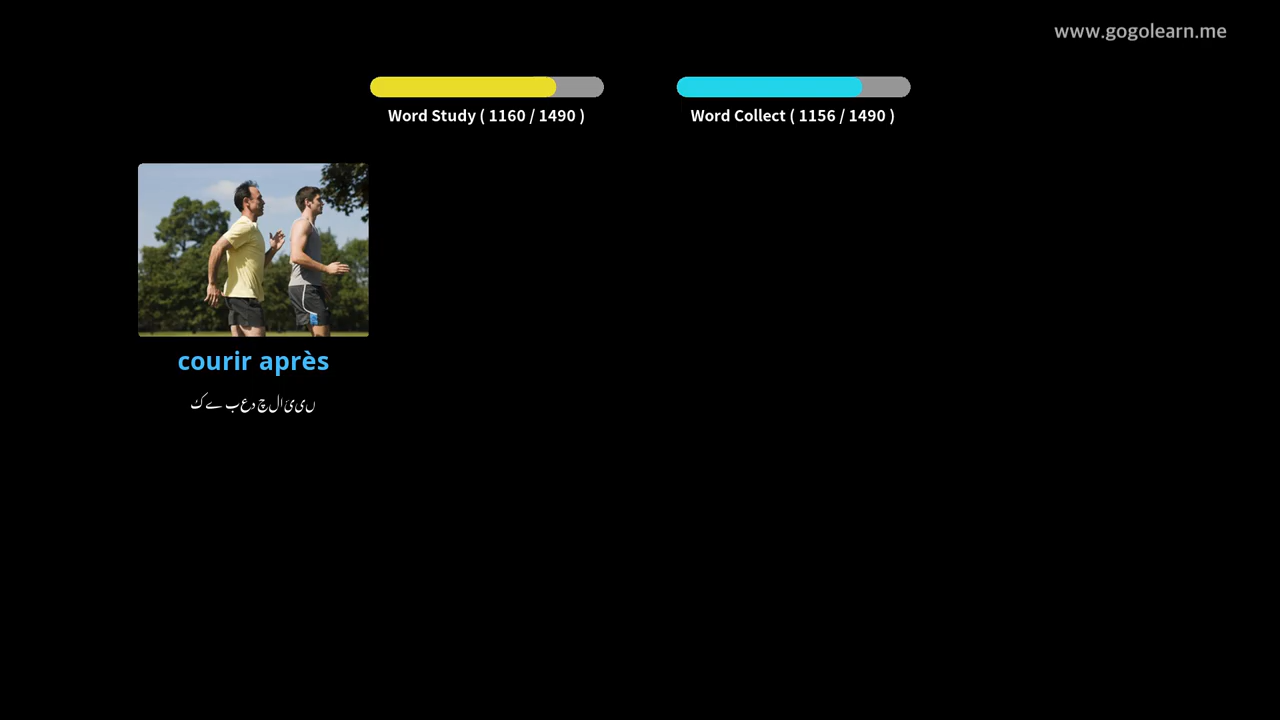 www.gogolearn.me
Word Study ( 1160 / 1490 )
Word Collect ( 1156 / 1490 )
courir après
کے بعد چلائیں